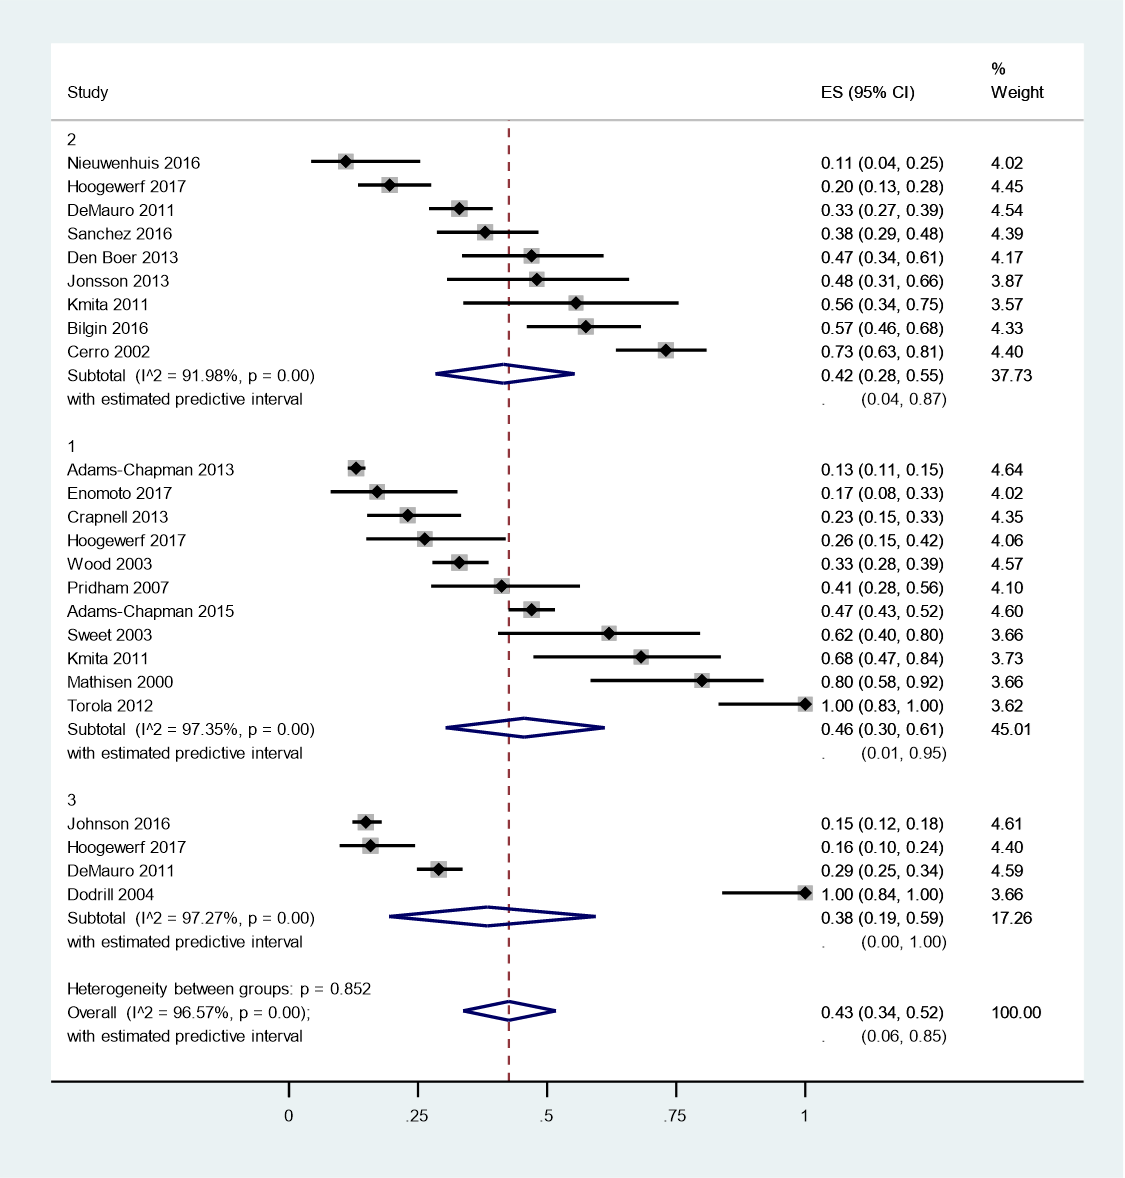 %
Study ES (95% CI) Weight
2
Nieuwenhuis 2016 0.11 (0.04, 0.25) 4.02
Hoogewerf 2017 0.20 (0.13, 0.28) 4.45
DeMauro 2011 0.33 (0.27, 0.39) 4.54
Sanchez 2016 0.38 (0.29, 0.48) 4.39
Den Boer 2013 0.47 (0.34, 0.61) 4.17
Jonsson 2013 0.48 (0.31, 0.66) 3.87
Kmita 2011 0.56 (0.34, 0.75) 3.57
Bilgin 2016 0.57 (0.46, 0.68) 4.33
Cerro 2002 0.73 (0.63, 0.81) 4.40
Subtotal (I^2 = 91.98%, p = 0.00) 0.42 (0.28, 0.55) 37.73
with estimated predictive interval . (0.04, 0.87)
1
Adams-Chapman 2013 0.13 (0.11, 0.15) 4.64
Enomoto 2017 0.17 (0.08, 0.33) 4.02
Crapnell 2013 0.23 (0.15, 0.33) 4.35
Hoogewerf 2017 0.26 (0.15, 0.42) 4.06
Wood 2003 0.33 (0.28, 0.39) 4.57
Pridham 2007 0.41 (0.28, 0.56) 4.10
Adams-Chapman 2015 0.47 (0.43, 0.52) 4.60
Sweet 2003 0.62 (0.40, 0.80) 3.66
Kmita 2011 0.68 (0.47, 0.84) 3.73
Mathisen 2000 0.80 (0.58, 0.92) 3.66
Torola 2012 1.00 (0.83, 1.00) 3.62
Subtotal (I^2 = 97.35%, p = 0.00) 0.46 (0.30, 0.61) 45.01
with estimated predictive interval . (0.01, 0.95)
3
Johnson 2016 0.15 (0.12, 0.18) 4.61
Hoogewerf 2017 0.16 (0.10, 0.24) 4.40
DeMauro 2011 0.29 (0.25, 0.34) 4.59
Dodrill 2004 1.00 (0.84, 1.00) 3.66
Subtotal (I^2 = 97.27%, p = 0.00) 0.38 (0.19, 0.59) 17.26
with estimated predictive interval . (0.00, 1.00)
Heterogeneity between groups: p = 0.852
Overall (I^2 = 96.57%, p = 0.00); 0.43 (0.34, 0.52) 100.00
with estimated predictive interval . (0.06, 0.85)
0 .25 .5 .75 1